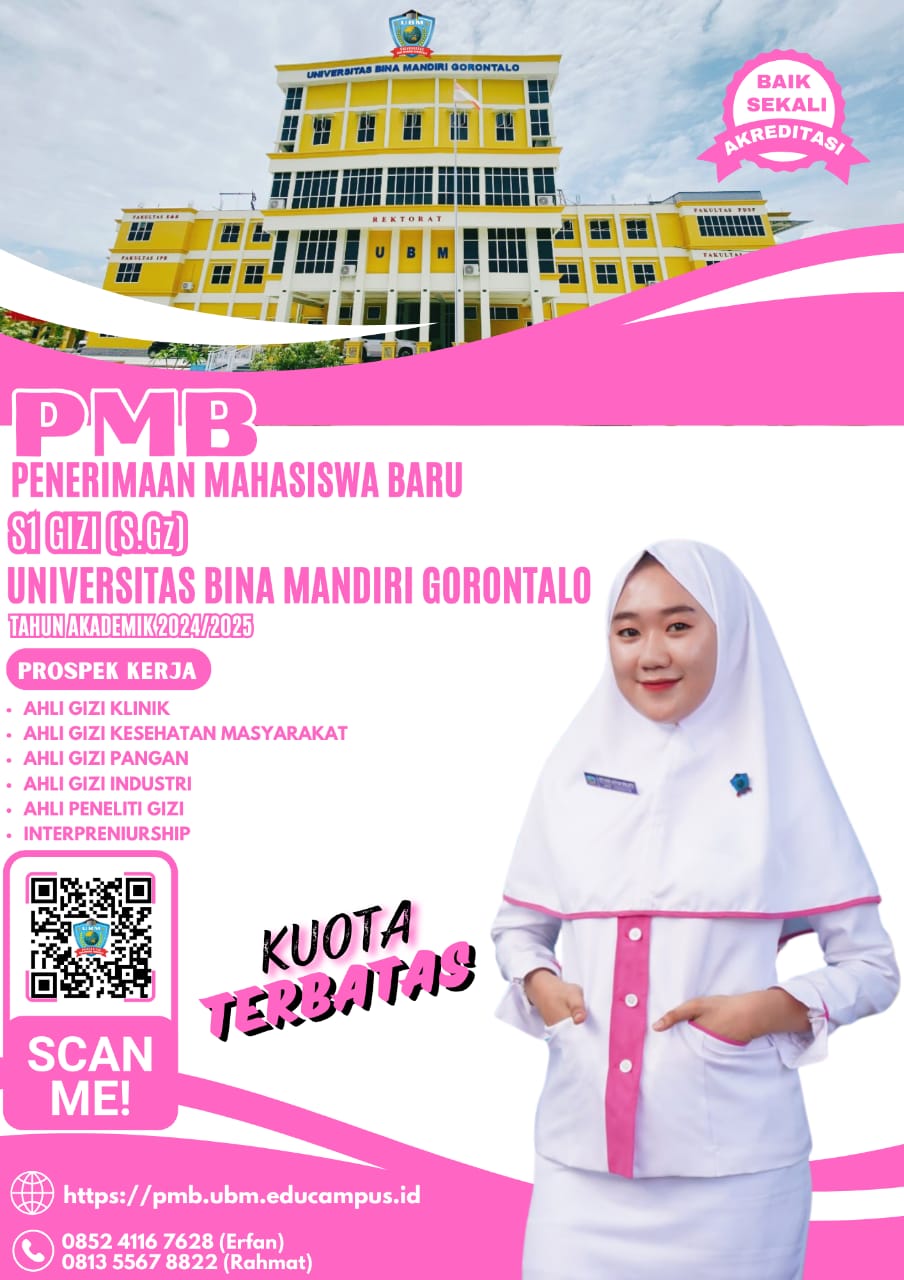 UBM
UNIVERSITAS BINA MANDIRI GORONTALO
BAIK
SEKALI
AKREDITASI
REKTORAT
UBM
PMB
PENERIMAAN MAHASISWA BARU
S1 GIZI (S.Gz)
UNIVERSITAS BINA MANDIRI GORONTALO
TAHUN AKADEMIK 2024/2025
PROSPEK KERJA
• AHLI GIZI KLINIK
• AHLI GIZI KESEHATAN MASYARAKAT
• AHLI GIZI PANGAN
• AHLI GIZI INDUSTRI
• AHLI PENELITI GIZI
• INTERPRENIURSHIP
UBM
KUOTA
TERBATAS
SCAN
ME!
https://pmb.ubm.educampus.id
0852 4116 7628 (Erfan)
0813 5567 8822 (Rahmat)